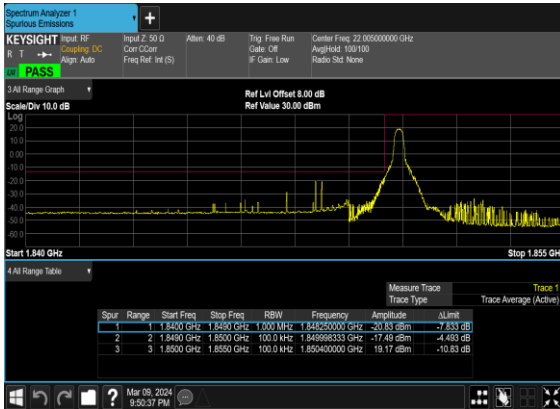 Spectrum Analyzer 1
Spurious Emissions
KEYSIGHT Input: RF Input Z: 50 Ω Atten: 40 dB Trig: Free Run Center Freq: 22.005000000 GHz
R T Coupling: DC Corr CCorr Gate: Off Avg|Hold: 100/100
Align: Auto Freq Ref: Int (S) IF Gain: Low Radio Std: None
PASS
3 All Range Graph
Ref Lvl Offset 8.00 dB
Scale/Div 10.0 dB Ref Value 30.00 dBm
Log
20.0
10.0
0.00
-10.0
-20.0
-30.0
-40.0
-50.0
-60.0
Start 1.840 GHz Stop 1.855 GH
4 All Range Table
Measure Trace Trace 1
Trace Type Trace Average (Active)
Spur Range Start Freq Stop Freq RBW Frequency Amplitude ΔLimit
1 1 1.8400 GHz 1.8490 GHz 1.000 MHz 1.848250000 GHz -20.83 dBm -7.833 dB
2 2 1.8490 GHz 1.8500 GHz 100.0 kHz 1.849998333 GHz -17.49 dBm -4.493 dB
3 3 1.8500 GHz 1.8550 GHz 100.0 kHz 1.850400000 GHz 19.17 dBm -10.83 dB
Mar 09, 2024
9:50:37 PM